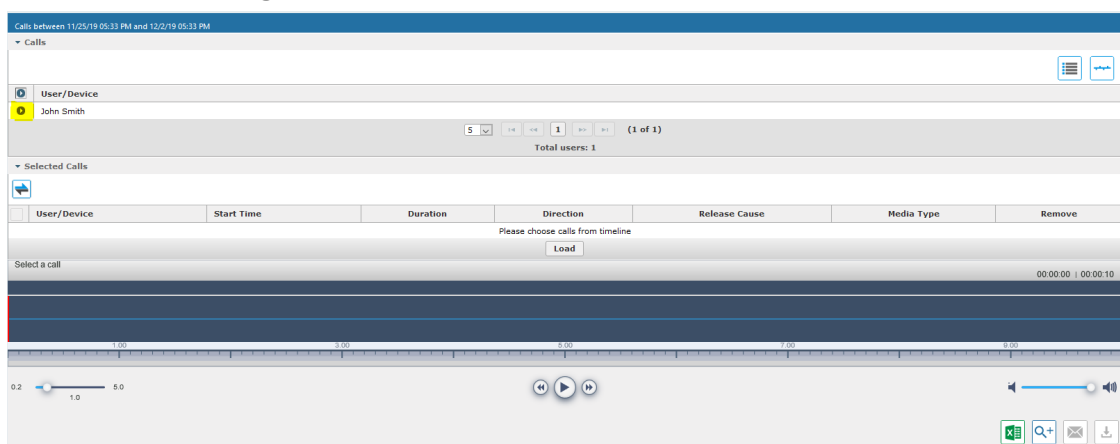 Calls between 11/25/19 05:33 PM and 12/2/19 05:33 PM
Calls
User/Device
John Smith
5 1 (1 of 1)
Total users: 1
Selected Calls
User/Device Start Time Duration Direction Release Cause Media Type Remove
Please choose calls from timeline
Load
Select a call
00:00:00 | 00:00:10
1.00 3.00 5.00 7.00 9.00
0.2 5.0
1.0